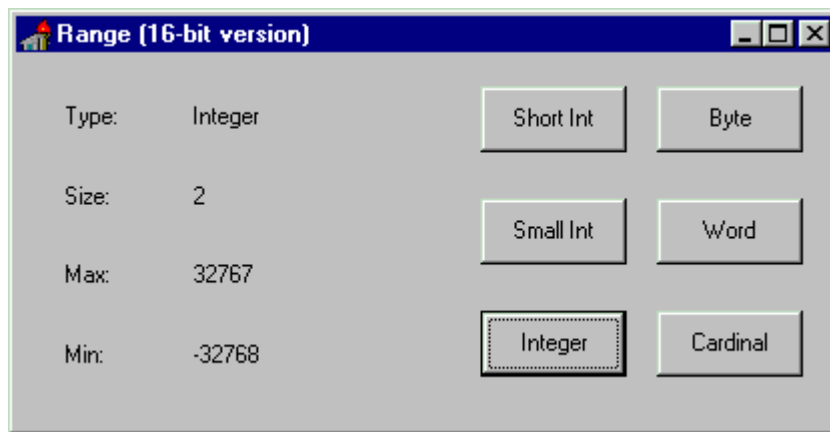 Range (16-bit version)
Type: Integer
Size: 2
Max: 32767
Min: -32768
Short Int Byte
Small Int Word
Integer Cardinal